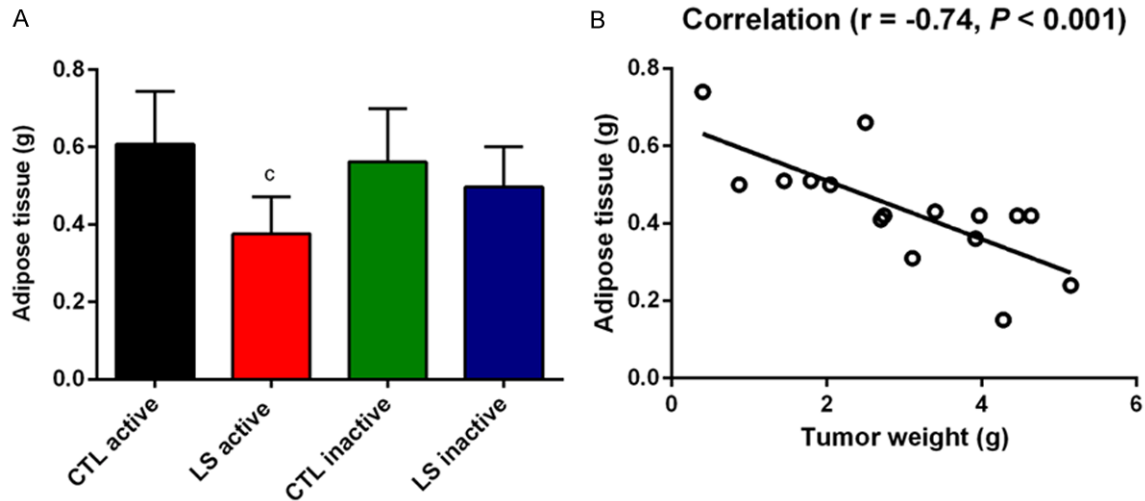 A
Adipose tissue (g)
0.8
0.6
0.4
0.2
0.0
c
CTL active
LS active
CTL inactive
LS inactive
B
Correlation (r = -0.74, P < 0.001)
Adipose tissue (g)
0.8
0.6
0.4
0.2
0.0
0 2 4 6
Tumor weight (g)